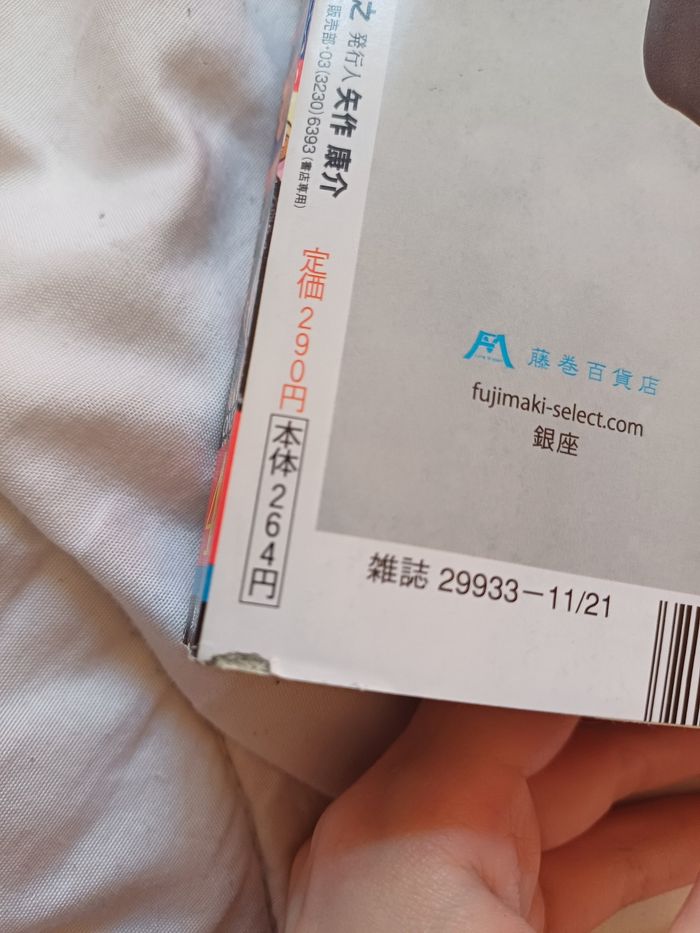 之 発行人 矢作 康介
販売部・03(3230)6393(書店専用)
定価290円
本体264円
藤巻百貨店
fujimaki-select.com
銀座
雑誌 29933-11/21